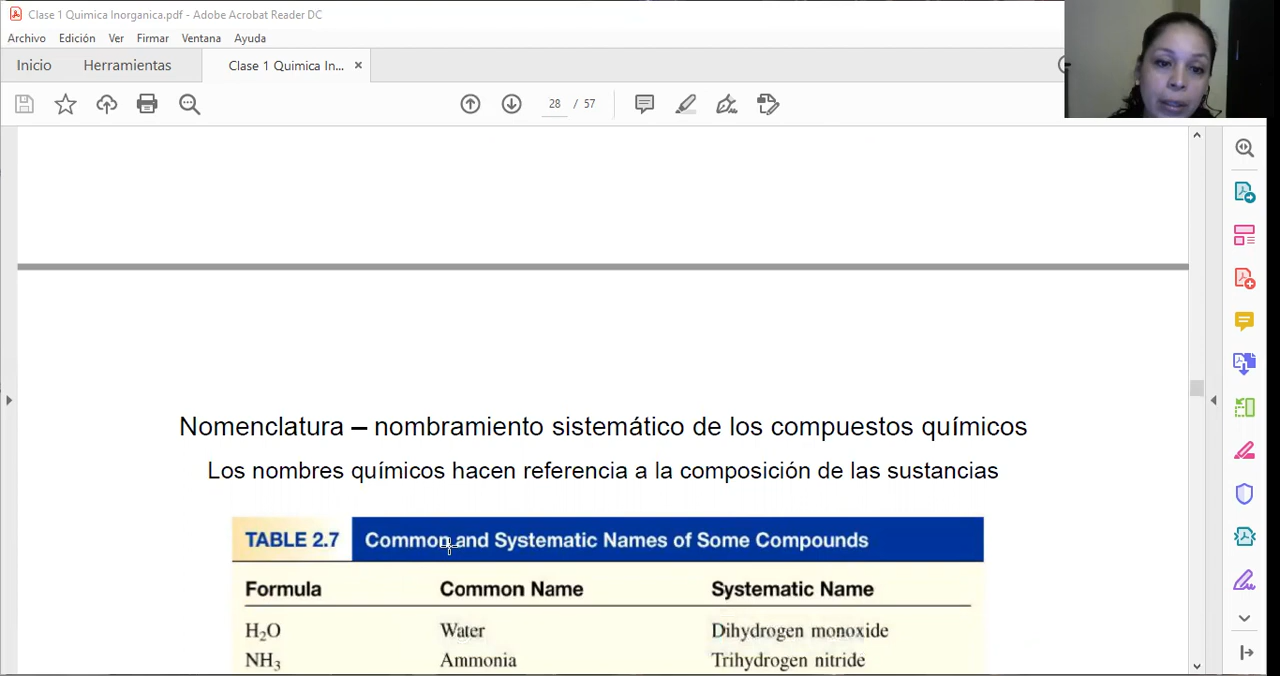 Clase 1 Quimica Inorganica.pdf - Adobe Acrobat Reader DC
Archivo Edición Ver Firmar Ventana Ayuda
Inicio Herramientas Clase 1 Quimica In... ×
28 / 57
Nomenclatura – nombramiento sistemático de los compuestos químicos
Los nombres químicos hacen referencia a la composición de las sustancias
TABLE 2.7 Common and Systematic Names of Some Compounds
Formula Common Name Systematic Name
H₂O Water Dihydrogen monoxide
NH₃ Ammonia Trihydrogen nitride